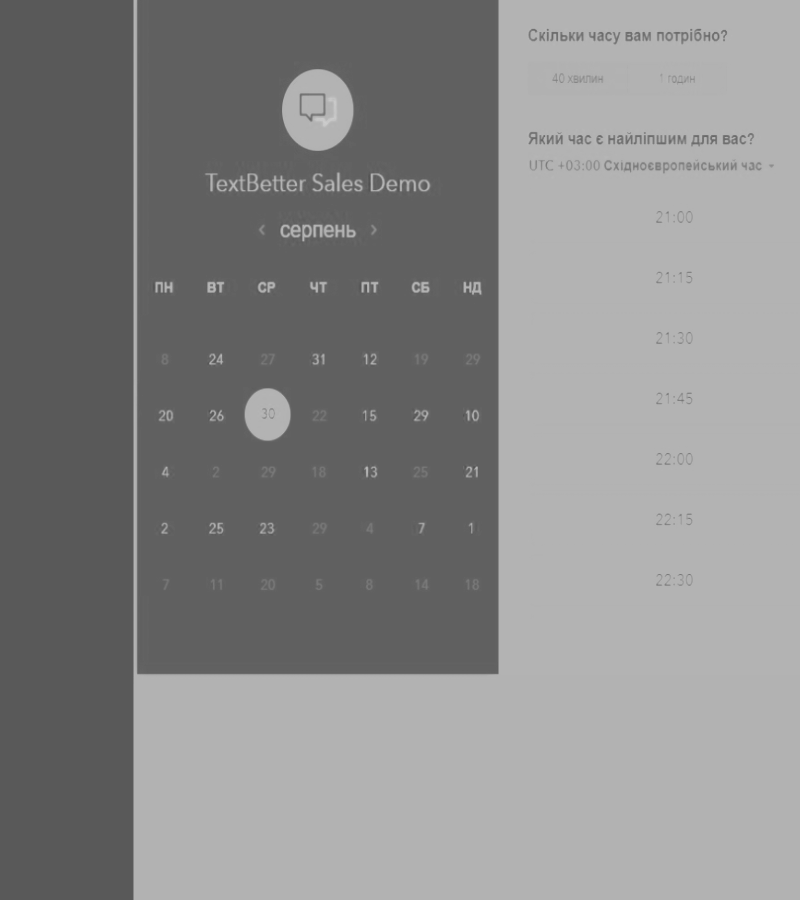 TextBetter Sales Demo
‹ серпень ›
ПН ВТ СР ЧТ ПТ СБ НД
8 24 27 31 12 19 29
20 26 30 22 15 29 10
4 2 29 18 13 25 21
2 25 23 29 4 7 1
7 11 20 5 8 14 18
Скільки часу вам потрібно?
40 хвилин 1 годин
Який час є найліпшим для вас?
UTC +03:00 Східноєвропейський час
21:00
21:15
21:30
21:45
22:00
22:15
22:30